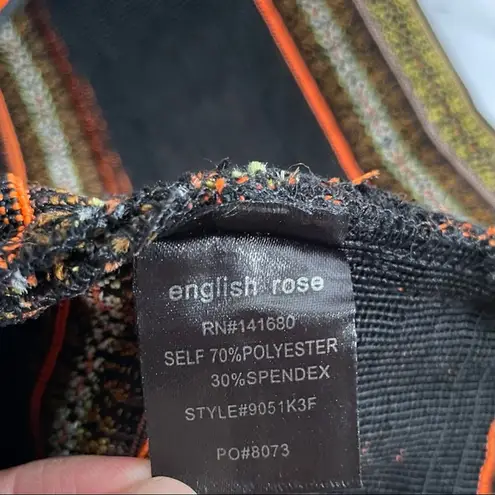 english rose
RN#141680
SELF 70%POLYESTER
30%SPENDEX
STYLE#9051K3F
PO#8073